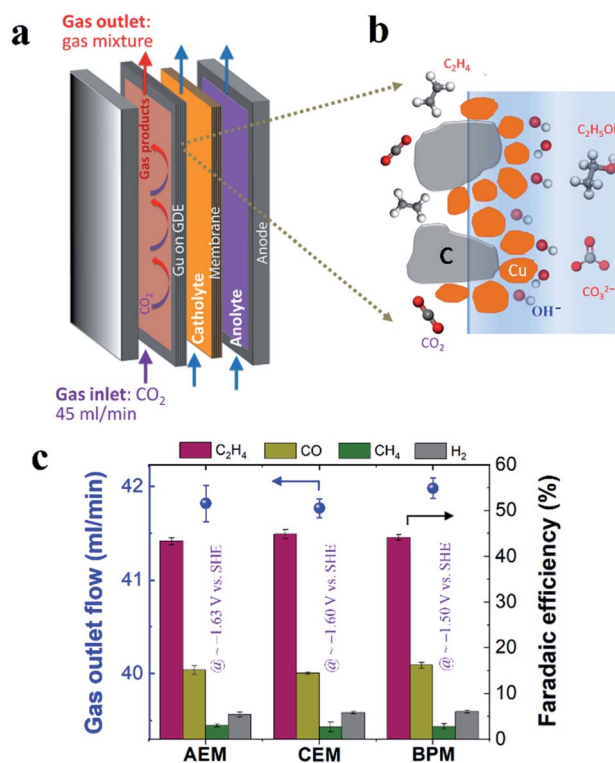 a
Gas outlet:
gas mixture
Gas products
CO₂
Gu on GDE
Catholyte
Membrane
Anolyte
Anode
Gas inlet: CO₂
45 ml/min
b
C₂H₄
C₂H₅OH
C
Cu
CO₃²⁻
OH⁻
CO₂
c
C₂H₄ CO CH₄ H₂
Gas outlet flow (ml/min)
42
41
40
@ ~ −1.63 V vs. SHE
@ ~ −1.60 V vs. SHE
@ ~ −1.50 V vs. SHE
60
50
40
30
20
10
0
Faradaic efficiency (%)
AEM CEM BPM